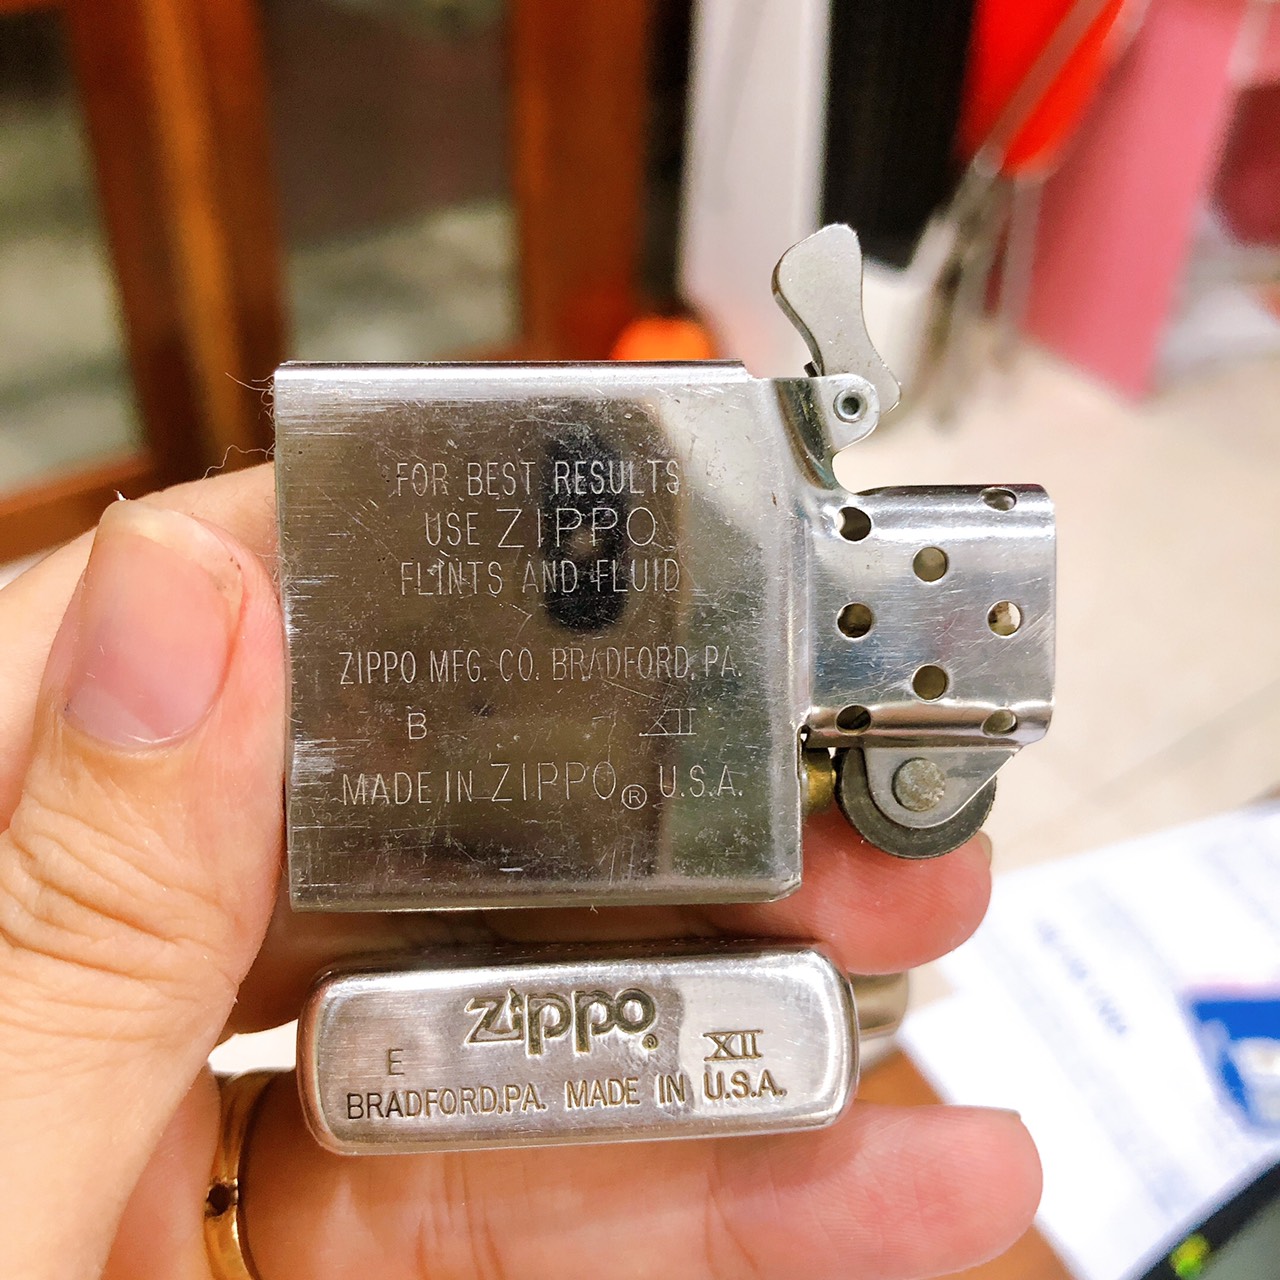 FOR BEST RESULTS
USE ZIPPO
FLINTS AND FLUID
ZIPPO MFG. CO. BRADFORD, PA.
B XII
MADE IN ZIPPO® U.S.A.
Zippo®
E XII
BRADFORD, PA. MADE IN U.S.A.